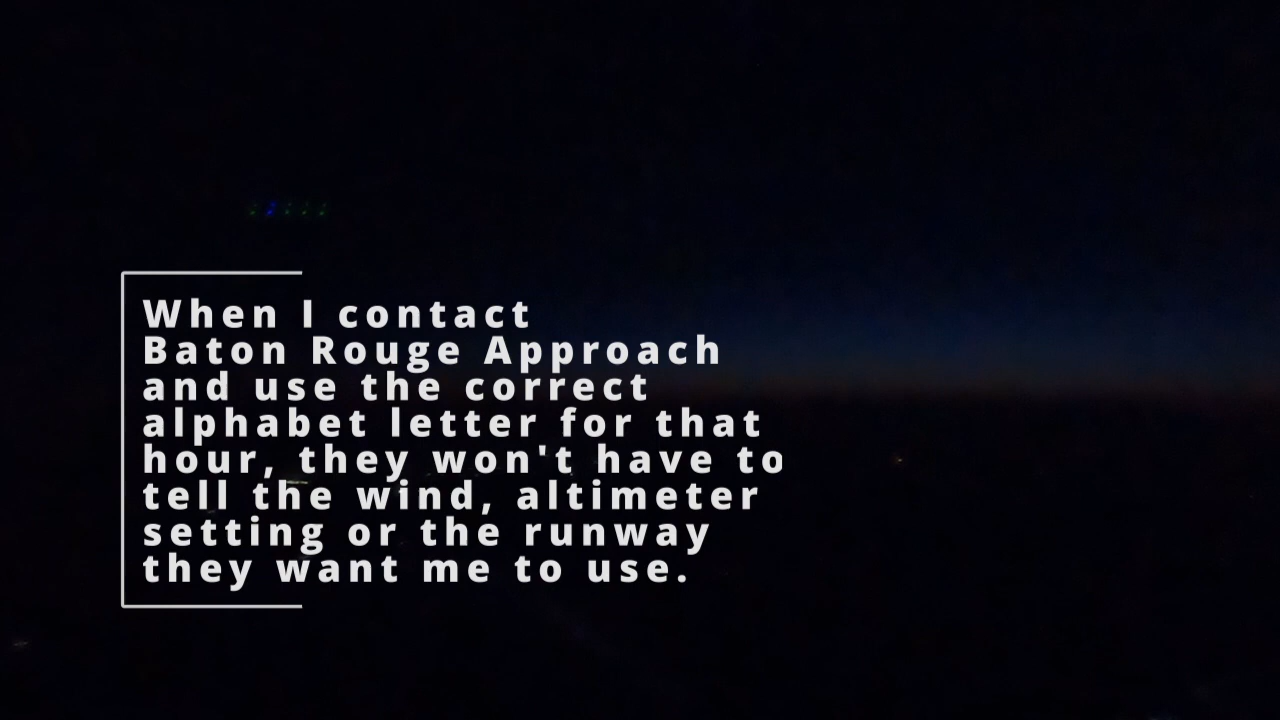 When I contact
Baton Rouge Approach
and use the correct
alphabet letter for that
hour, they won't have to
tell the wind, altimeter
setting or the runway
they want me to use.